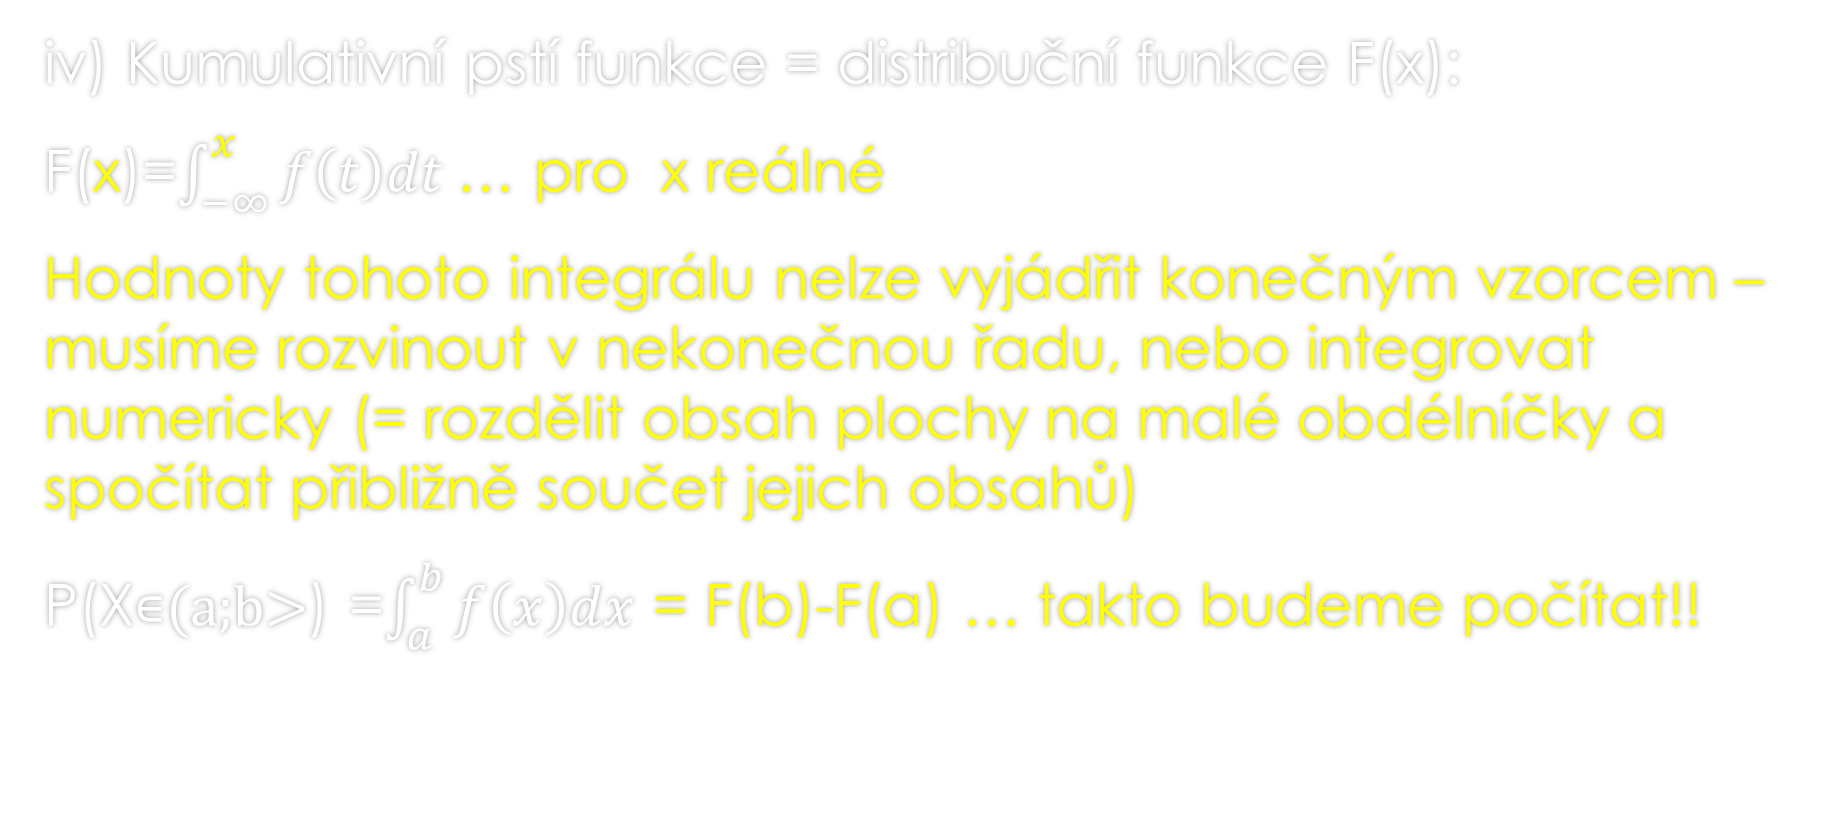 iv) Kumulativní pstí funkce = distribuční funkce F(x):
F(x)=∫_{-∞}^{x} f(t)dt … pro x reálné
Hodnoty tohoto integrálu nelze vyjádřit konečným vzorcem –
musíme rozvinout v nekonečnou řadu, nebo integrovat
numericky (= rozdělit obsah plochy na malé obdélníčky a
spočítat přibližně součet jejich obsahů)
P(X∈(a;b>) =∫_{a}^{b} f(x)dx = F(b)-F(a) … takto budeme počítat!!